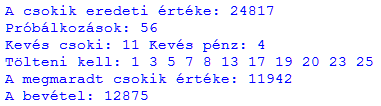 A csokik eredeti értéke: 24817
Próbálkozások: 56
Kevés csoki: 11 Kevés pénz: 4
Tölteni kell: 1 3 5 7 8 13 17 19 20 23 25
A megmaradt csokik értéke: 11942
A bevétel: 12875